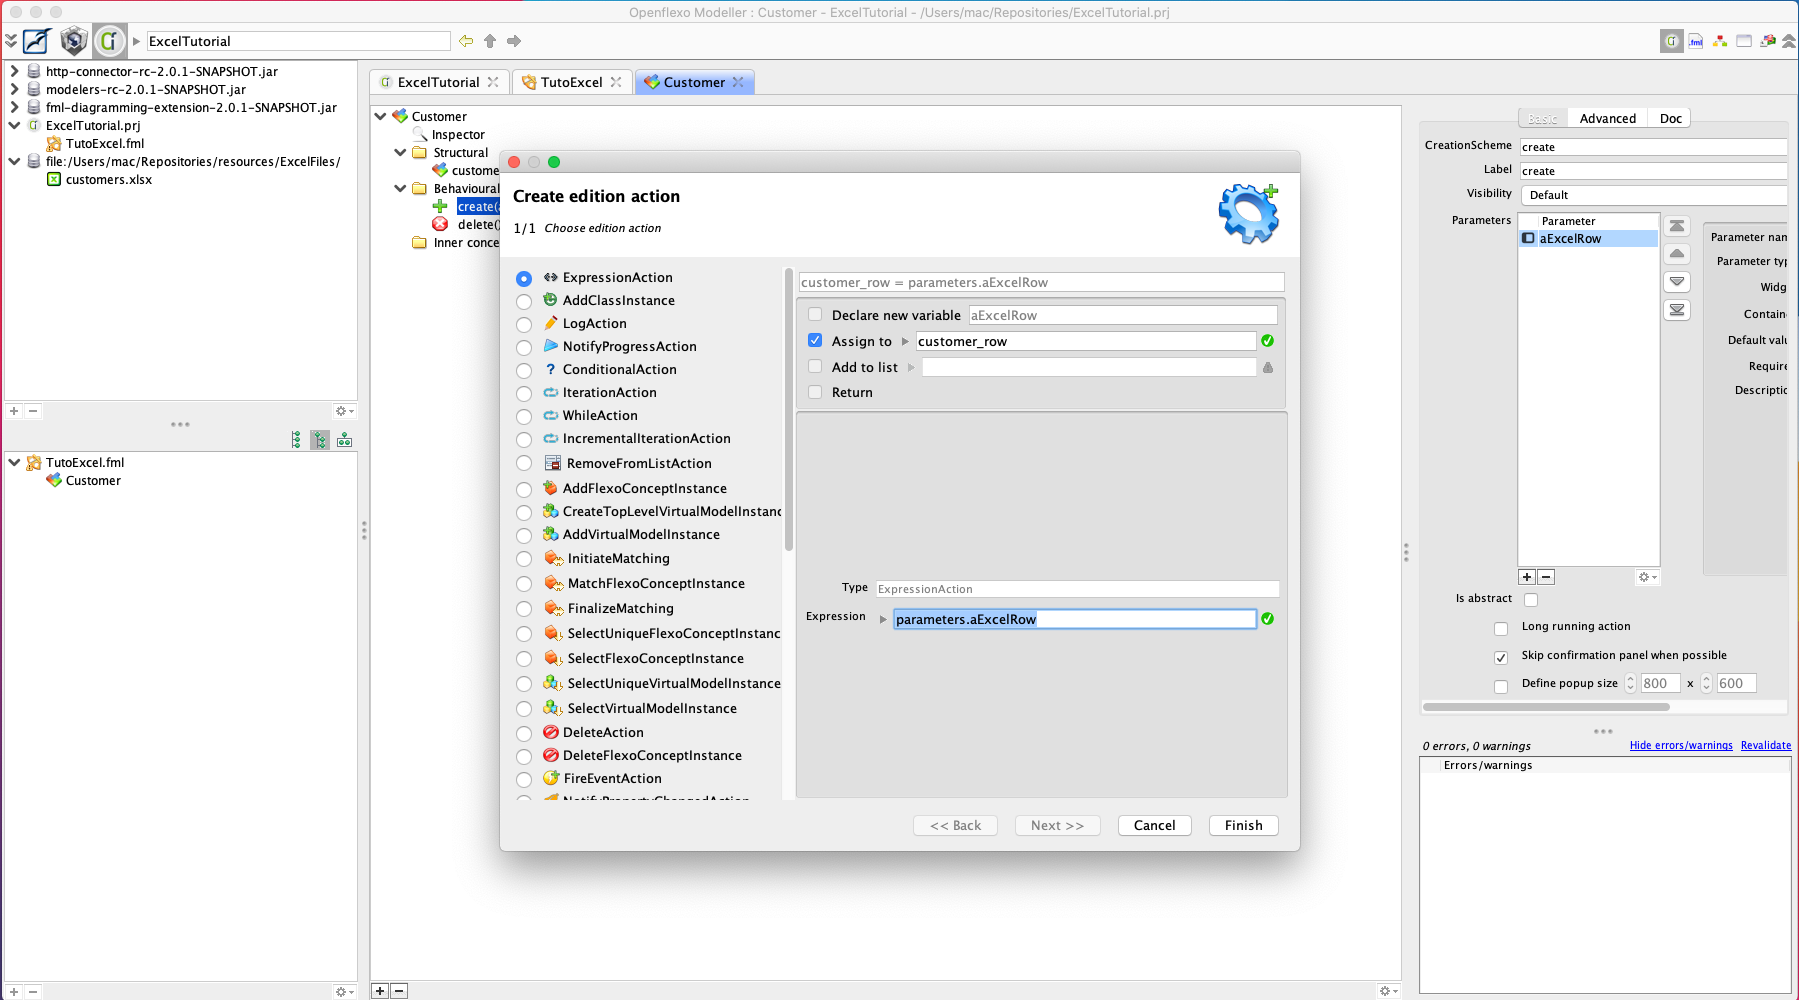 Openflexo Modeller : Customer - ExcelTutorial - /Users/mac/Repositories/ExcelTutorial.prj
ExcelTutorial
http-connector-rc-2.0.1-SNAPSHOT.jar
modelers-rc-2.0.1-SNAPSHOT.jar
fml-diagramming-extension-2.0.1-SNAPSHOT.jar
ExcelTutorial.prj
TutoExcel.fml
file:/Users/mac/Repositories/resources/ExcelFiles/
customers.xlsx
TutoExcel.fml
Customer
ExcelTutorial
TutoExcel
Customer
Customer
Inspector
Structural
custome
Behavioural
create(
delete()
Inner conce
Create edition action
1/1 Choose edition action
ExpressionAction
AddClassInstance
LogAction
NotifyProgressAction
ConditionalAction
IterationAction
WhileAction
IncrementalIterationAction
RemoveFromListAction
AddFlexoConceptInstance
CreateTopLevelVirtualModelInstanc
AddVirtualModelInstance
InitiateMatching
MatchFlexoConceptInstance
FinalizeMatching
SelectUniqueFlexoConceptInstanc
SelectFlexoConceptInstance
SelectUniqueVirtualModelInstance
SelectVirtualModelInstance
DeleteAction
DeleteFlexoConceptInstance
FireEventAction
NotifyPropertyChangedAction
customer_row = parameters.aExcelRow
Declare new variable aExcelRow
Assign to customer_row
Add to list
Return
Type ExpressionAction
Expression parameters.aExcelRow
<< Back Next >> Cancel Finish
Basic Advanced Doc
CreationScheme create
Label create
Visibility Default
Parameters Parameter
aExcelRow
Parameter nam
Parameter typ
Widg
Contain
Default valu
Require
Descriptio
Is abstract
Long running action
Skip confirmation panel when possible
Define popup size 800 x 600
0 errors, 0 warnings Hide errors/warnings Revalidate
Errors/warnings